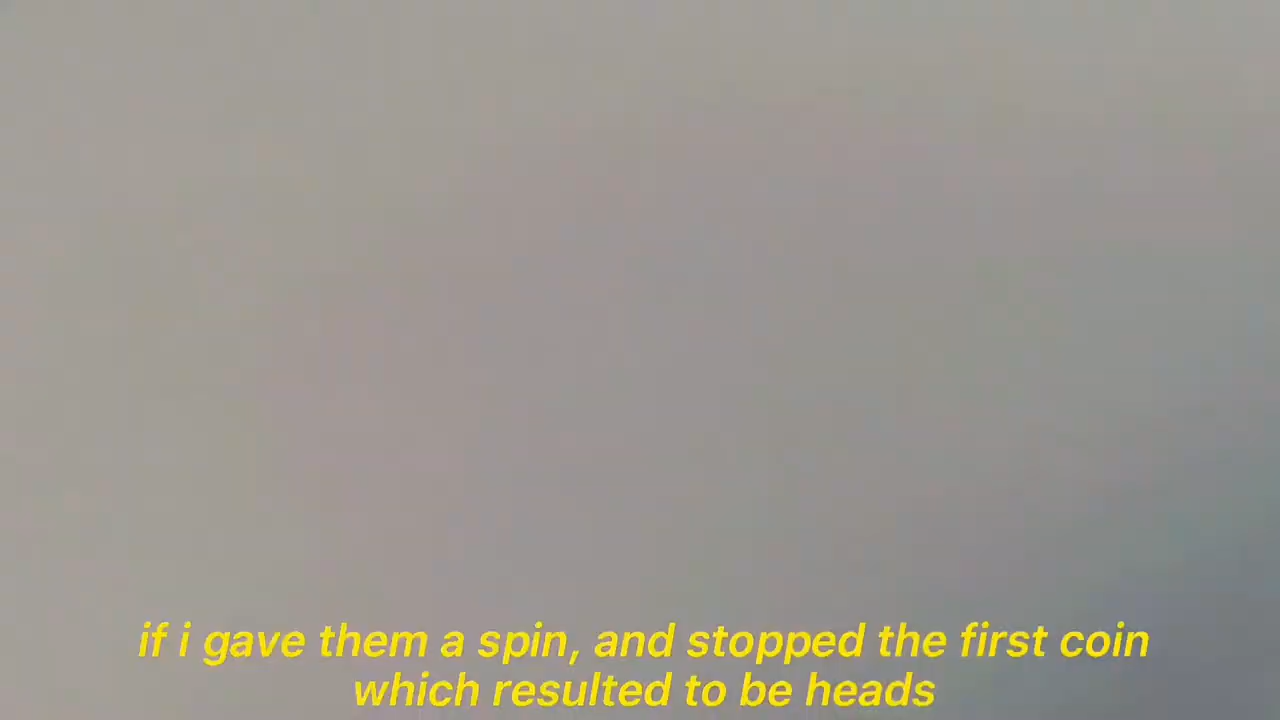 if i gave them a spin, and stopped the first coin
which resulted to be heads